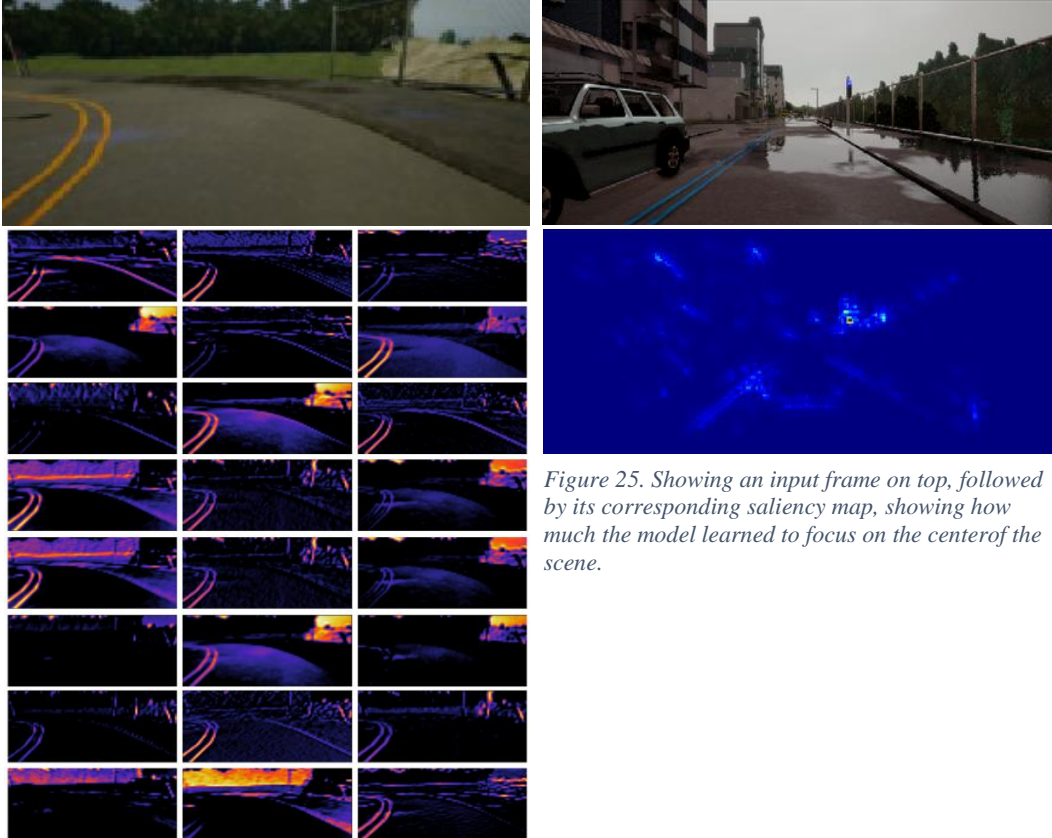 Figure 25. Showing an input frame on top, followed
by its corresponding saliency map, showing how
much the model learned to focus on the centerof the
scene.